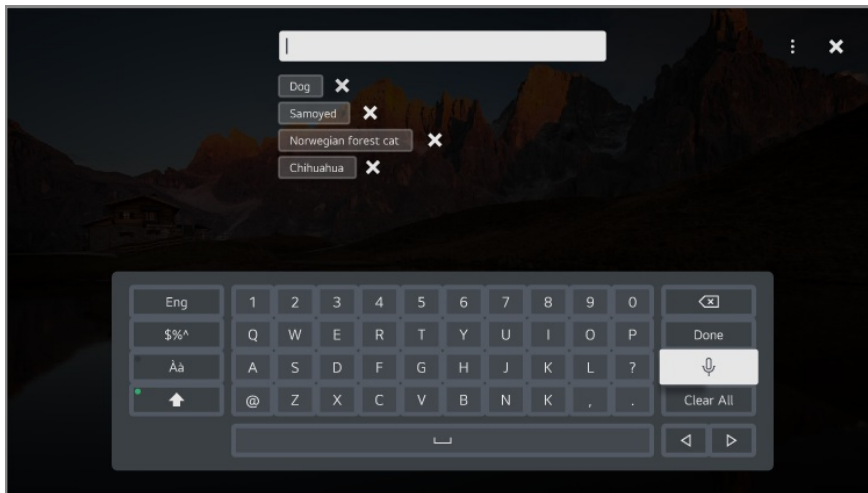 Dog
Samoyed
Norwegian forest cat
Chihuahua
Eng 1 2 3 4 5 6 7 8 9 0
$%^ Q W E R T Y U I O P Done
Àà A S D F G H J K L ?
@ Z X C V B N K , . Clear All